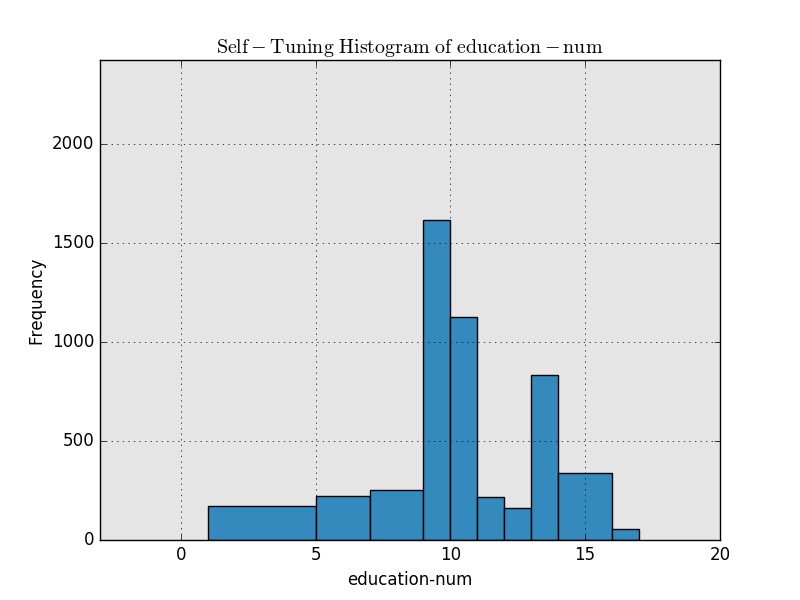 Self − Tuning Histogram of education − num
2000
1500
1000
500
0
Frequency
0 5 10 15 20
education-num